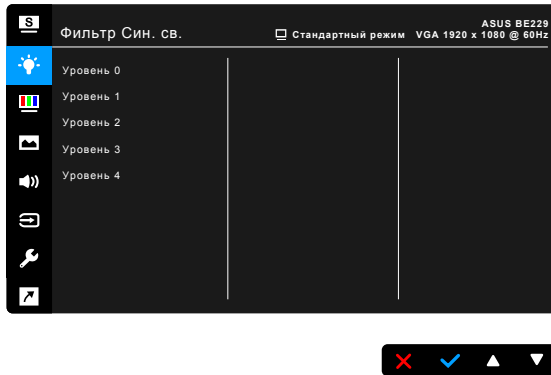 S
ASUS BE229
Фильтр Син. св.
Стандартный режим VGA 1920 x 1080 @ 60Hz
Уровень 0
Уровень 1
Уровень 2
Уровень 3
Уровень 4